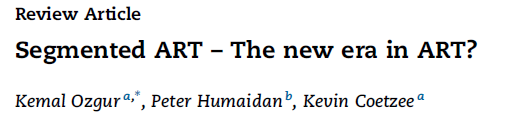 Review Article
Segmented ART – The new era in ART?
Kemal Ozgur a,*, Peter Humaidan b, Kevin Coetzee a